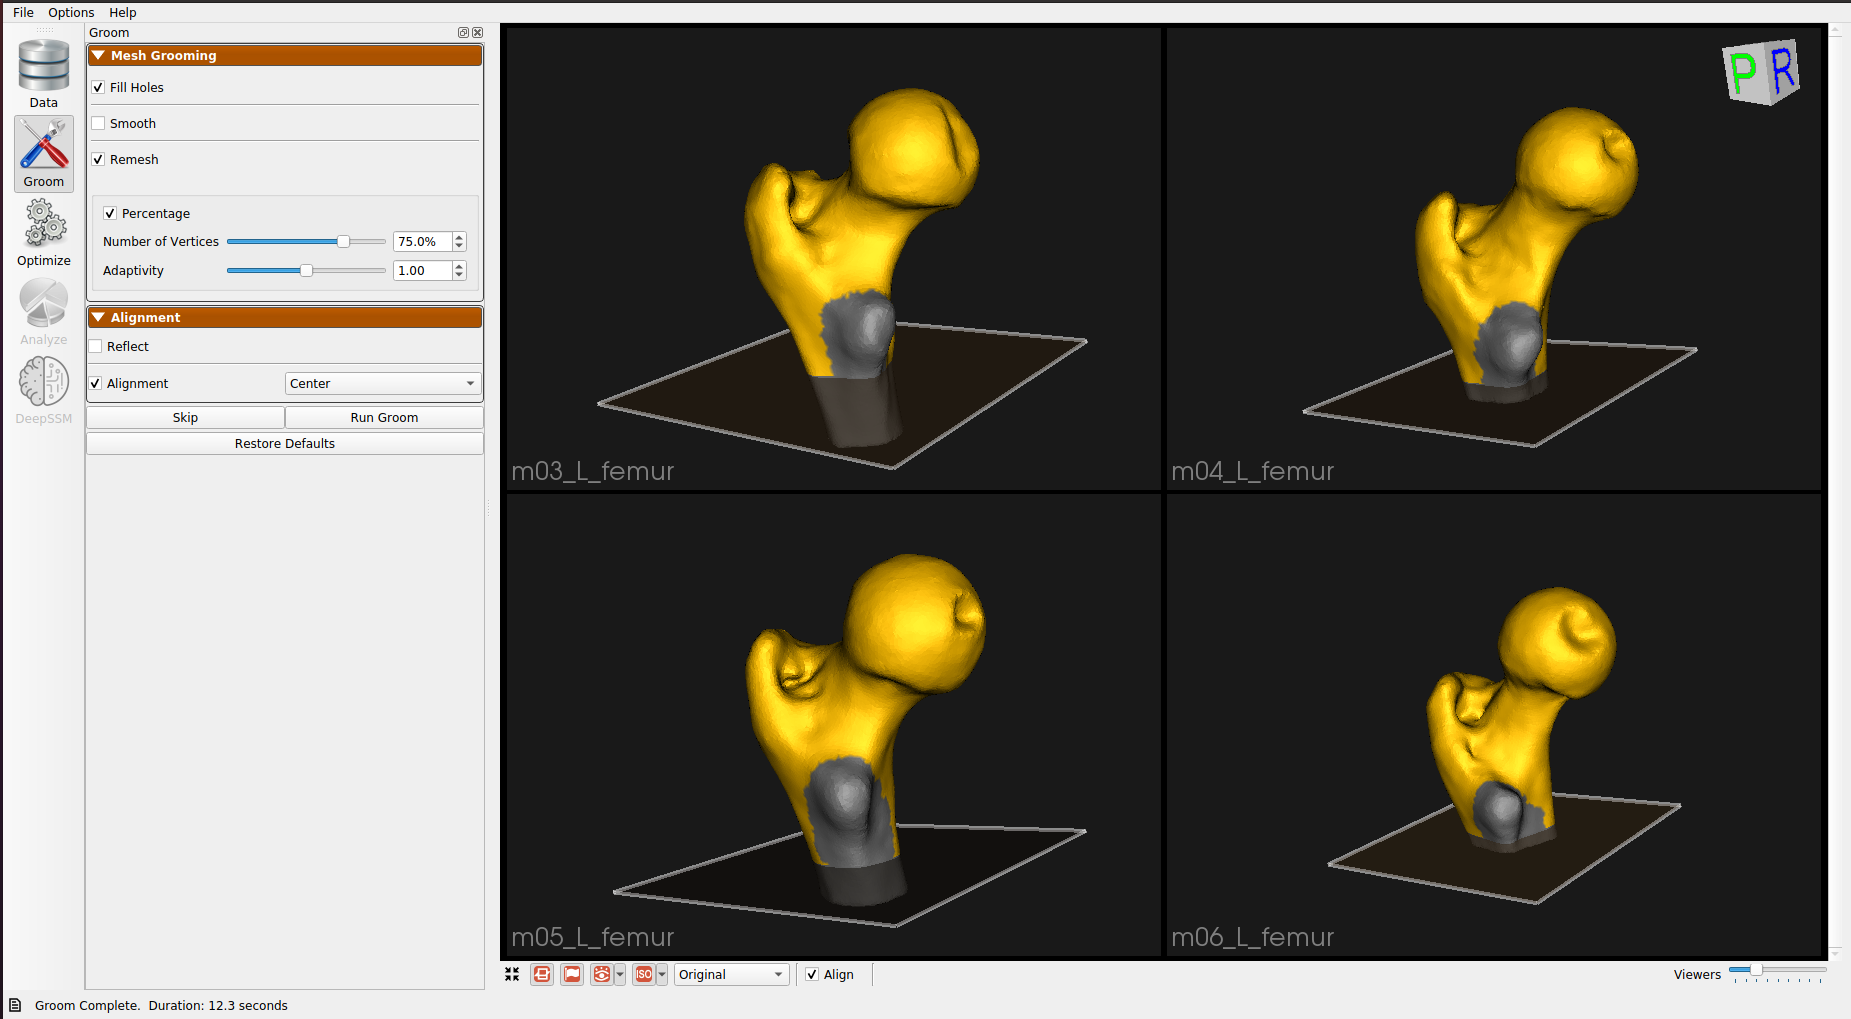 File Options Help
Groom
Data
Groom
Optimize
Analyze
DeepSSM
Mesh Grooming
Fill Holes
Smooth
Remesh
Percentage
Number of Vertices 75.0%
Adaptivity 1.00
Alignment
Reflect
Alignment Center
Skip Run Groom
Restore Defaults
P R
m03_L_femur
m04_L_femur
m05_L_femur
m06_L_femur
ISO Original Align Viewers
Groom Complete. Duration: 12.3 seconds